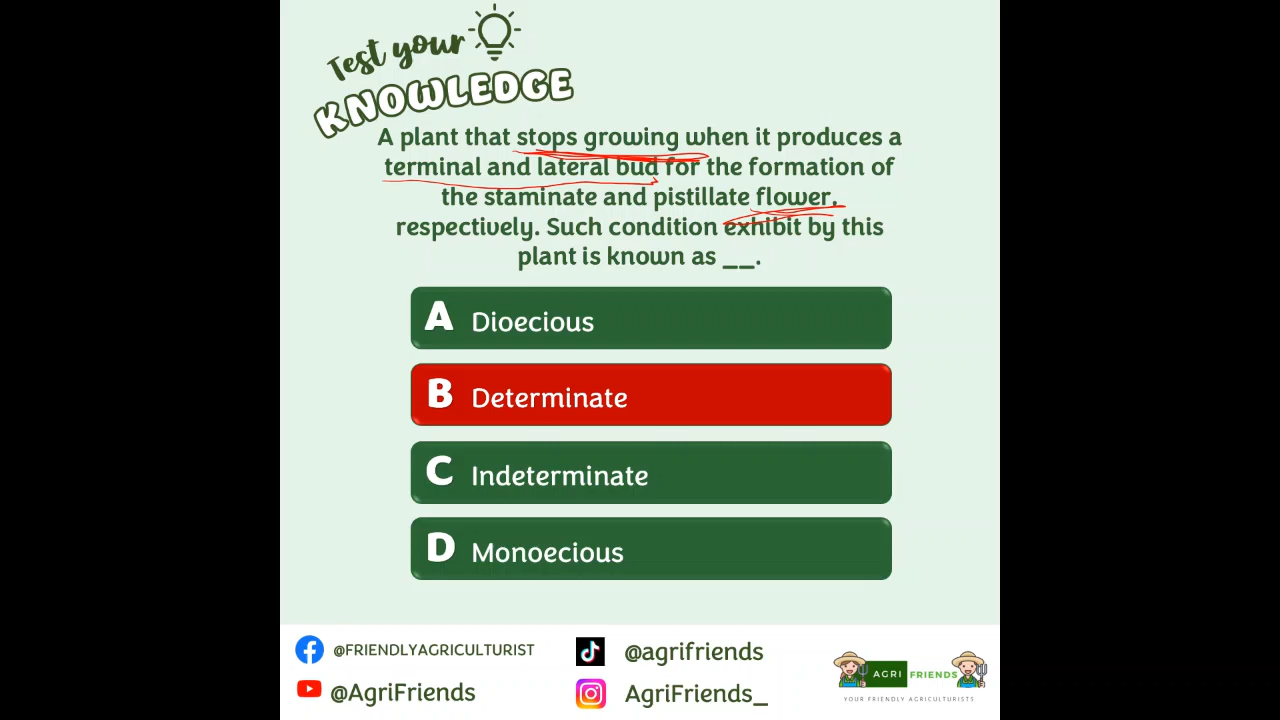 Test your
KNOWLEDGE
A plant that stops growing when it produces a
terminal and lateral bud for the formation of
the staminate and pistillate flower.
respectively. Such condition exhibit by this
plant is known as __.
A Dioecious
B Determinate
C Indeterminate
D Monoecious
@FRIENDLYAGRICULTURIST
@agrifriends
@AgriFriends
AgriFriends_
AGRI FRIENDS
YOUR FRIENDLY AGRICULTURISTS